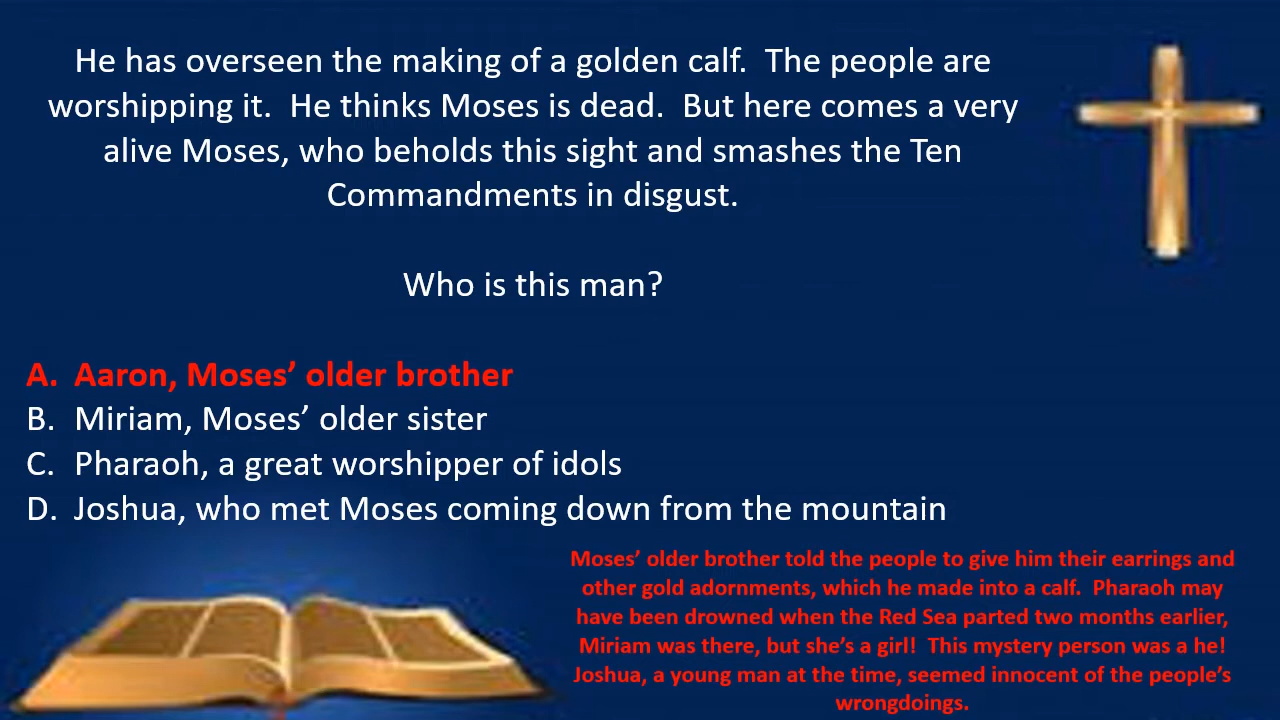 He has overseen the making of a golden calf.  The people are
worshipping it.  He thinks Moses is dead.  But here comes a very
alive Moses, who beholds this sight and smashes the Ten
Commandments in disgust.
Who is this man?
A. Aaron, Moses’ older brother
B. Miriam, Moses’ older sister
C. Pharaoh, a great worshipper of idols
D. Joshua, who met Moses coming down from the mountain
Moses’ older brother told the people to give him their earrings and
other gold adornments, which he made into a calf.  Pharaoh may
have been drowned when the Red Sea parted two months earlier,
Miriam was there, but she’s a girl!  This mystery person was a he!
Joshua, a young man at the time, seemed innocent of the people’s
wrongdoings.